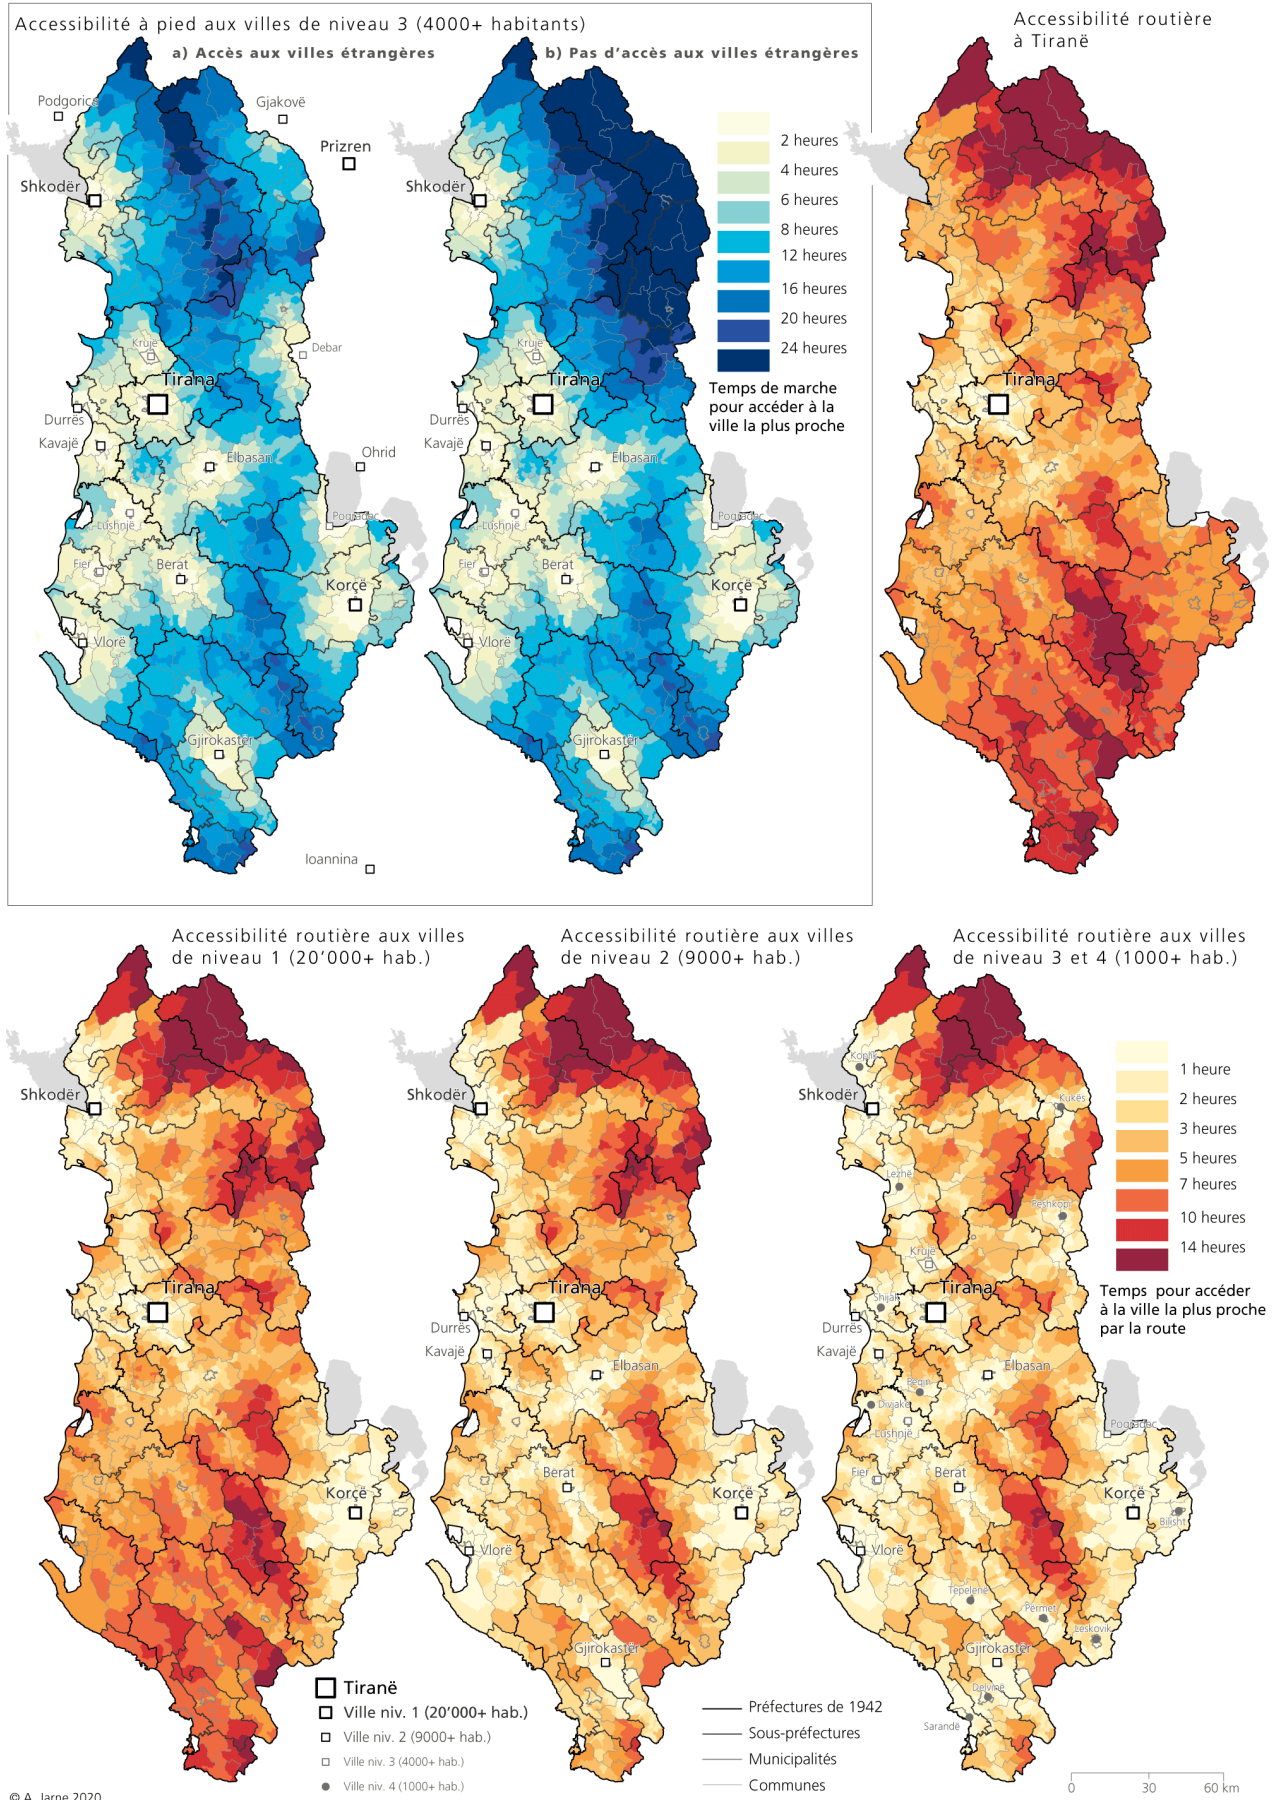 Accessibilité à pied aux villes de niveau 3 (4000+ habitants)
a) Accès aux villes étrangères
b) Pas d’accès aux villes étrangères
Podgorica
Gjakovë
Prizren
Shkodër
Krujë
Debar
Tirana
Durrës
Kavajë
Elbasan
Ohrid
Lushnjë
Pogradec
Fier
Berat
Korçë
Vlorë
Gjirokastër
Ioannina
Shkodër
Krujë
Tirana
Durrës
Kavajë
Elbasan
Lushnjë
Pogradec
Fier
Berat
Korçë
Vlorë
Gjirokastër
2 heures
4 heures
6 heures
8 heures
12 heures
16 heures
20 heures
24 heures
Temps de marche
pour accéder à la
ville la plus proche
Accessibilité routière
à Tiranë
Tirana
Accessibilité routière aux villes
de niveau 1 (20’000+ hab.)
Shkodër
Tirana
Korçë
Accessibilité routière aux villes
de niveau 2 (9000+ hab.)
Shkodër
Tirana
Durrës
Kavajë
Elbasan
Berat
Korçë
Vlorë
Gjirokastër
Accessibilité routière aux villes
de niveau 3 et 4 (1000+ hab.)
Koplik
Shkodër
Kukës
Lezhë
Peshkopi
Krujë
Tirana
Shijak
Durrës
Kavajë
Elbasan
Peqin
Divjakë
Lushnjë
Pogradec
Fier
Berat
Korçë
Bilisht
Vlorë
Tepelenë
Përmet
Leskovik
Gjirokastër
Delvinë
Sarandë
1 heure
2 heures
3 heures
5 heures
7 heures
10 heures
14 heures
Temps pour accéder
à la ville la plus proche
par la route
Tiranë
Ville niv. 1 (20’000+ hab.)
Ville niv. 2 (9000+ hab.)
Ville niv. 3 (4000+ hab.)
Ville niv. 4 (1000+ hab.)
Préfectures de 1942
Sous-préfectures
Municipalités
Communes
0 30 60 km
© A. Jarne 2020